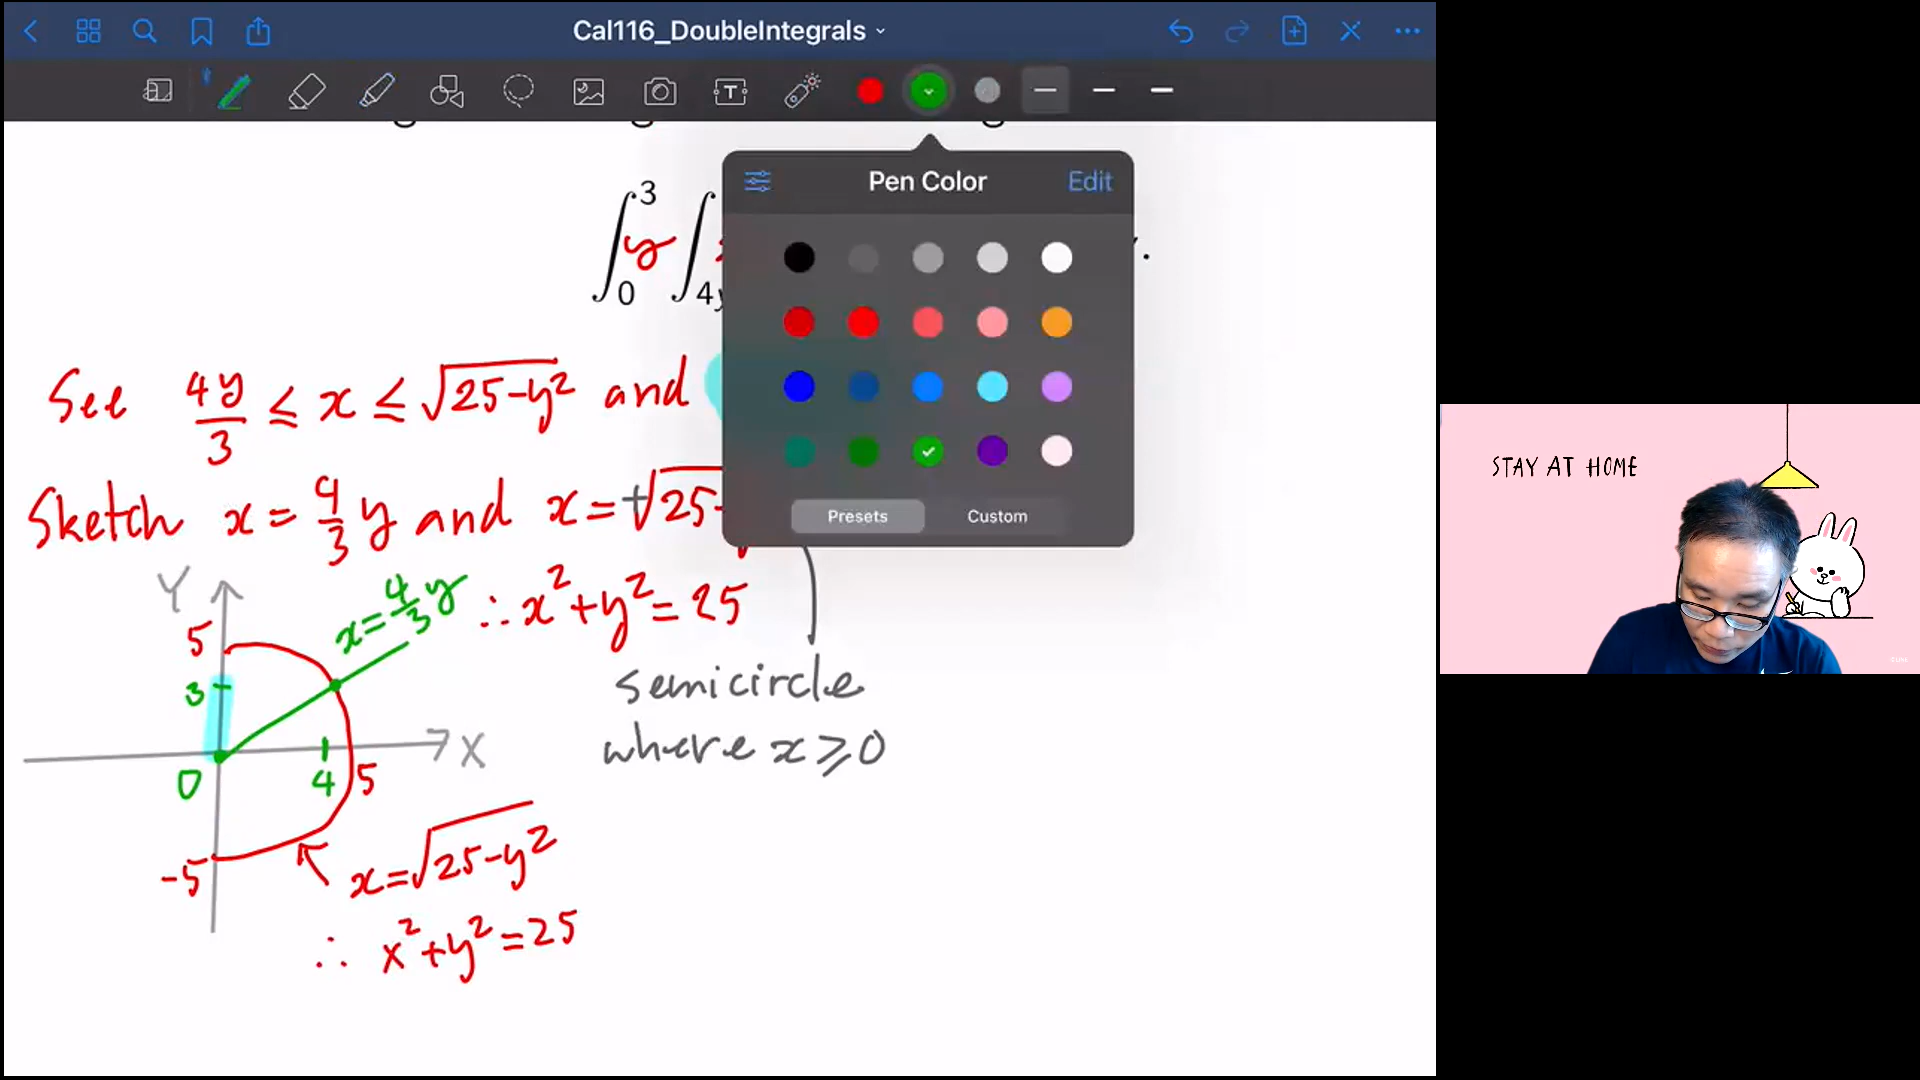 Cal116_DoubleIntegrals
T
Pen Color
Edit
Presets
Custom
∫₀³ y ∫ 4y .
See 4y/3 ≤ x ≤ √25-y² and
Sketch x = 4/3 y and x = +√25-
∴ x² + y² = 25
semicircle
where x ≥ 0
Y
x = 4/3 y
5
3
0
4
5
X
-5
x = √25-y²
∴ x² + y² = 25
STAY AT HOME